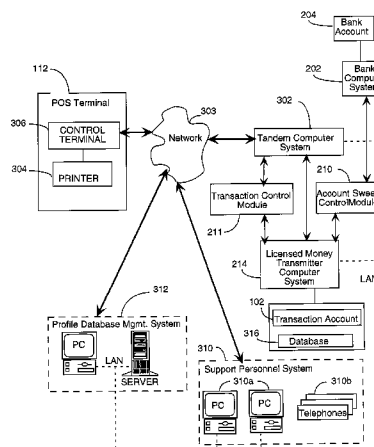 204
Bank
Account
202
Bank
Compu
System
112
POS Terminal
306
CONTROL
TERMINAL
304
PRINTER
303
Network
302
Tandem Computer
System
210
Transaction Control
Module
211
Account Swee
ControlModule
214
Licensed Money
Transmitter
Computer
System
LAN
102
Transaction Account
316
Database
312
Profile Database Mgmt. System
PC
LAN
SERVER
310
Support Personnel System
310a
310b
PC
PC
Telephones